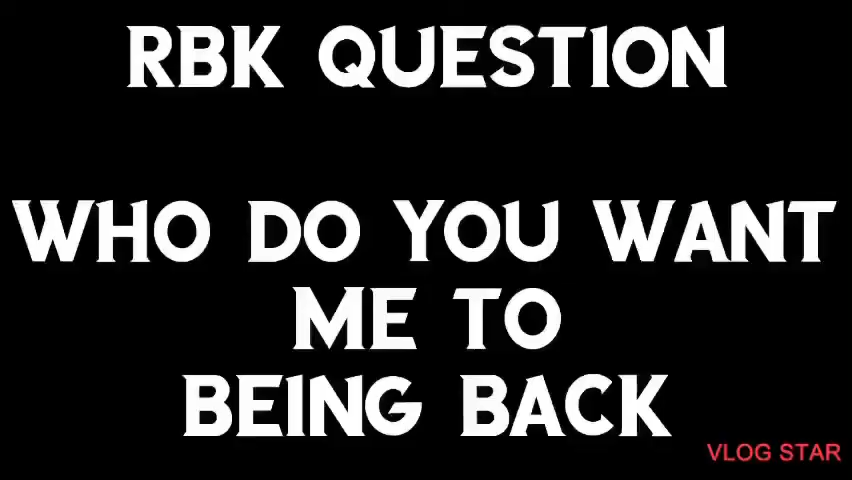 RBK QUESTION
WHO DO YOU WANT
ME TO
BEING BACK
VLOG STAR